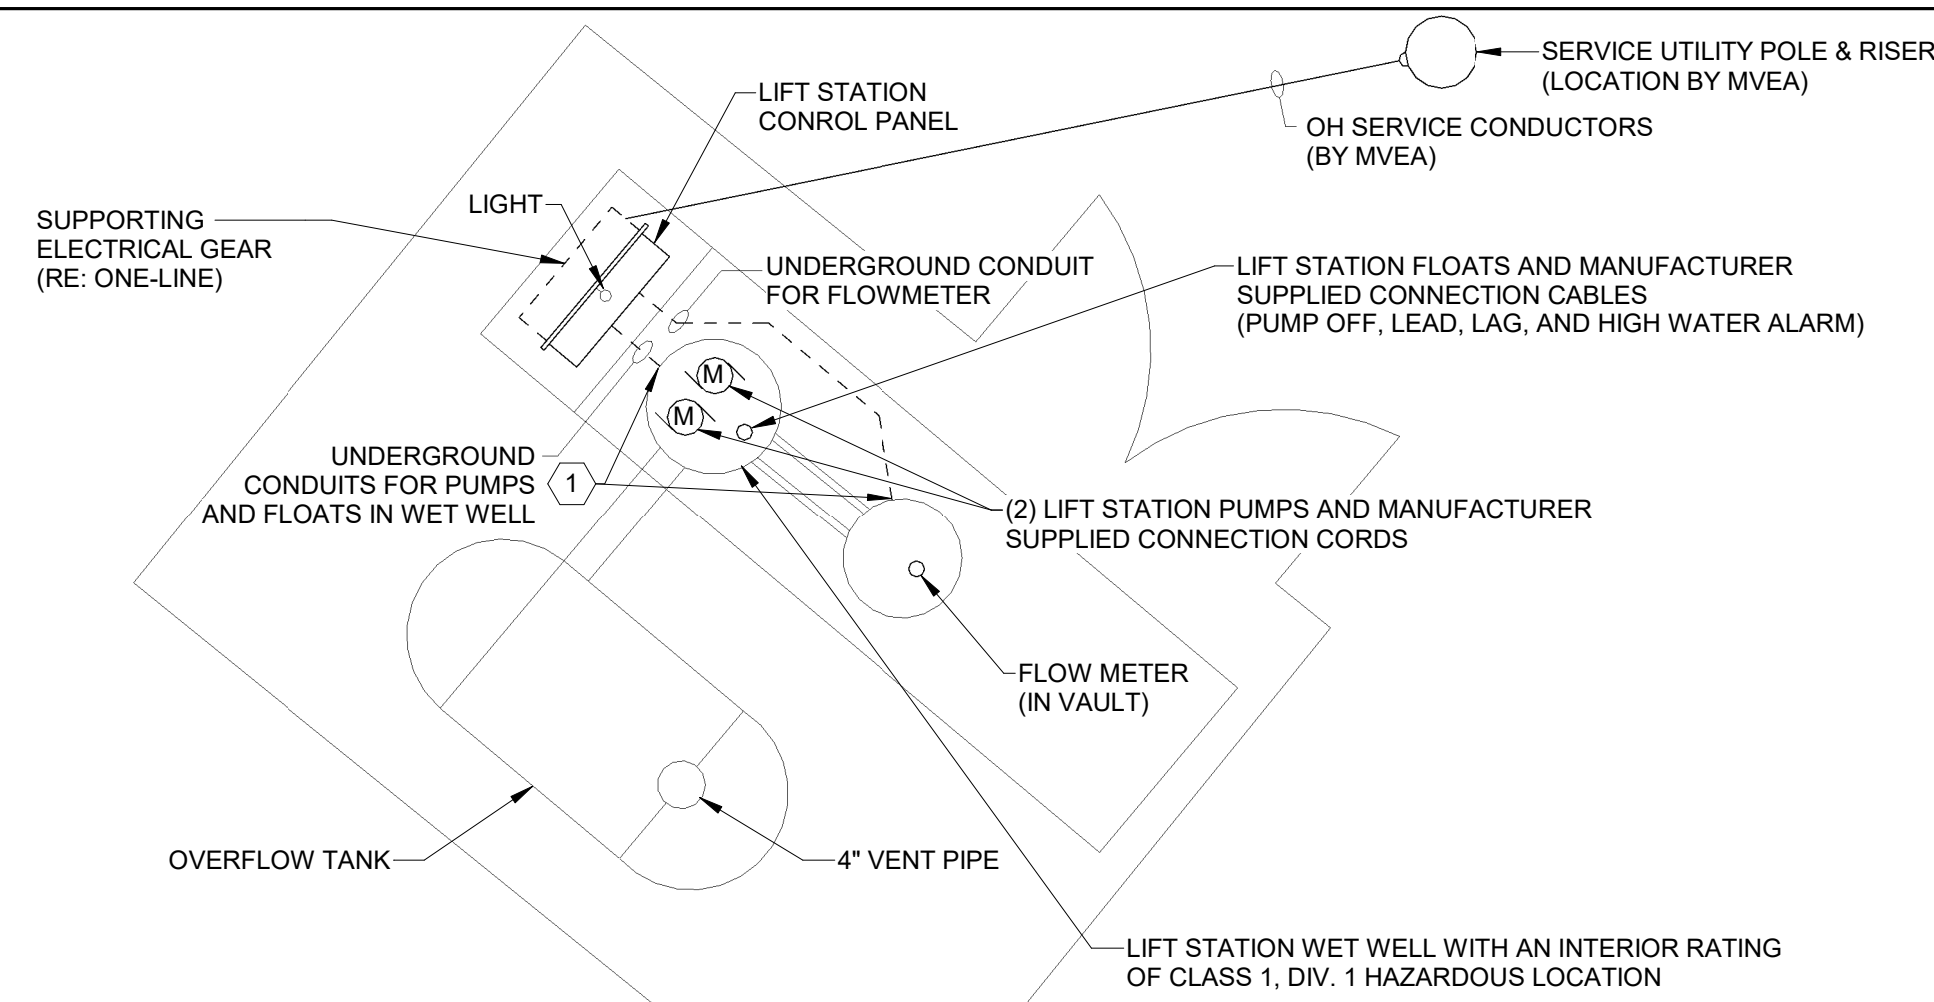 SERVICE UTILITY POLE & RISER
(LOCATION BY MVEA)
LIFT STATION
CONROL PANEL
OH SERVICE CONDUCTORS
(BY MVEA)
LIGHT
SUPPORTING
ELECTRICAL GEAR
(RE: ONE-LINE)
UNDERGROUND CONDUIT
FOR FLOWMETER
LIFT STATION FLOATS AND MANUFACTURER
SUPPLIED CONNECTION CABLES
(PUMP OFF, LEAD, LAG, AND HIGH WATER ALARM)
M
M
UNDERGROUND
CONDUITS FOR PUMPS
AND FLOATS IN WET WELL
1
(2) LIFT STATION PUMPS AND MANUFACTURER
SUPPLIED CONNECTION CORDS
FLOW METER
(IN VAULT)
OVERFLOW TANK
4" VENT PIPE
LIFT STATION WET WELL WITH AN INTERIOR RATING
OF CLASS 1, DIV. 1 HAZARDOUS LOCATION